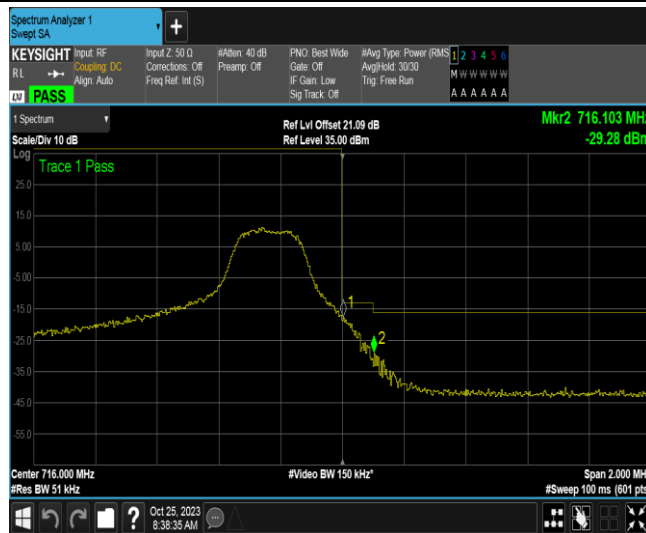 Spectrum Analyzer 1
Swept SA
+
KEYSIGHT Input: RF Input Z: 50 Ω #Atten: 40 dB PNO: Best Wide #Avg Type: Power (RMS 1 2 3 4 5 6
RL Coupling: DC Corrections: Off Preamp: Off Gate: Off Avg|Hold: 30/30 M W W W W W
Align: Auto Freq Ref: Int (S) IF Gain: Low Trig: Free Run
PASS Sig Track: Off A A A A A A
1 Spectrum Ref Lvl Offset 21.09 dB Mkr2 716.103 MHz
Scale/Div 10 dB Ref Level 35.00 dBm -29.28 dBm
Log
Trace 1 Pass
25.0
15.0
5.00
-5.00
-15.0 1
-25.0 2
-35.0
-45.0
-55.0
Center 716.000 MHz #Video BW 150 kHz* Span 2.000 MH
#Res BW 51 kHz #Sweep 100 ms (601 pts
? Oct 25, 2023
8:38:35 AM